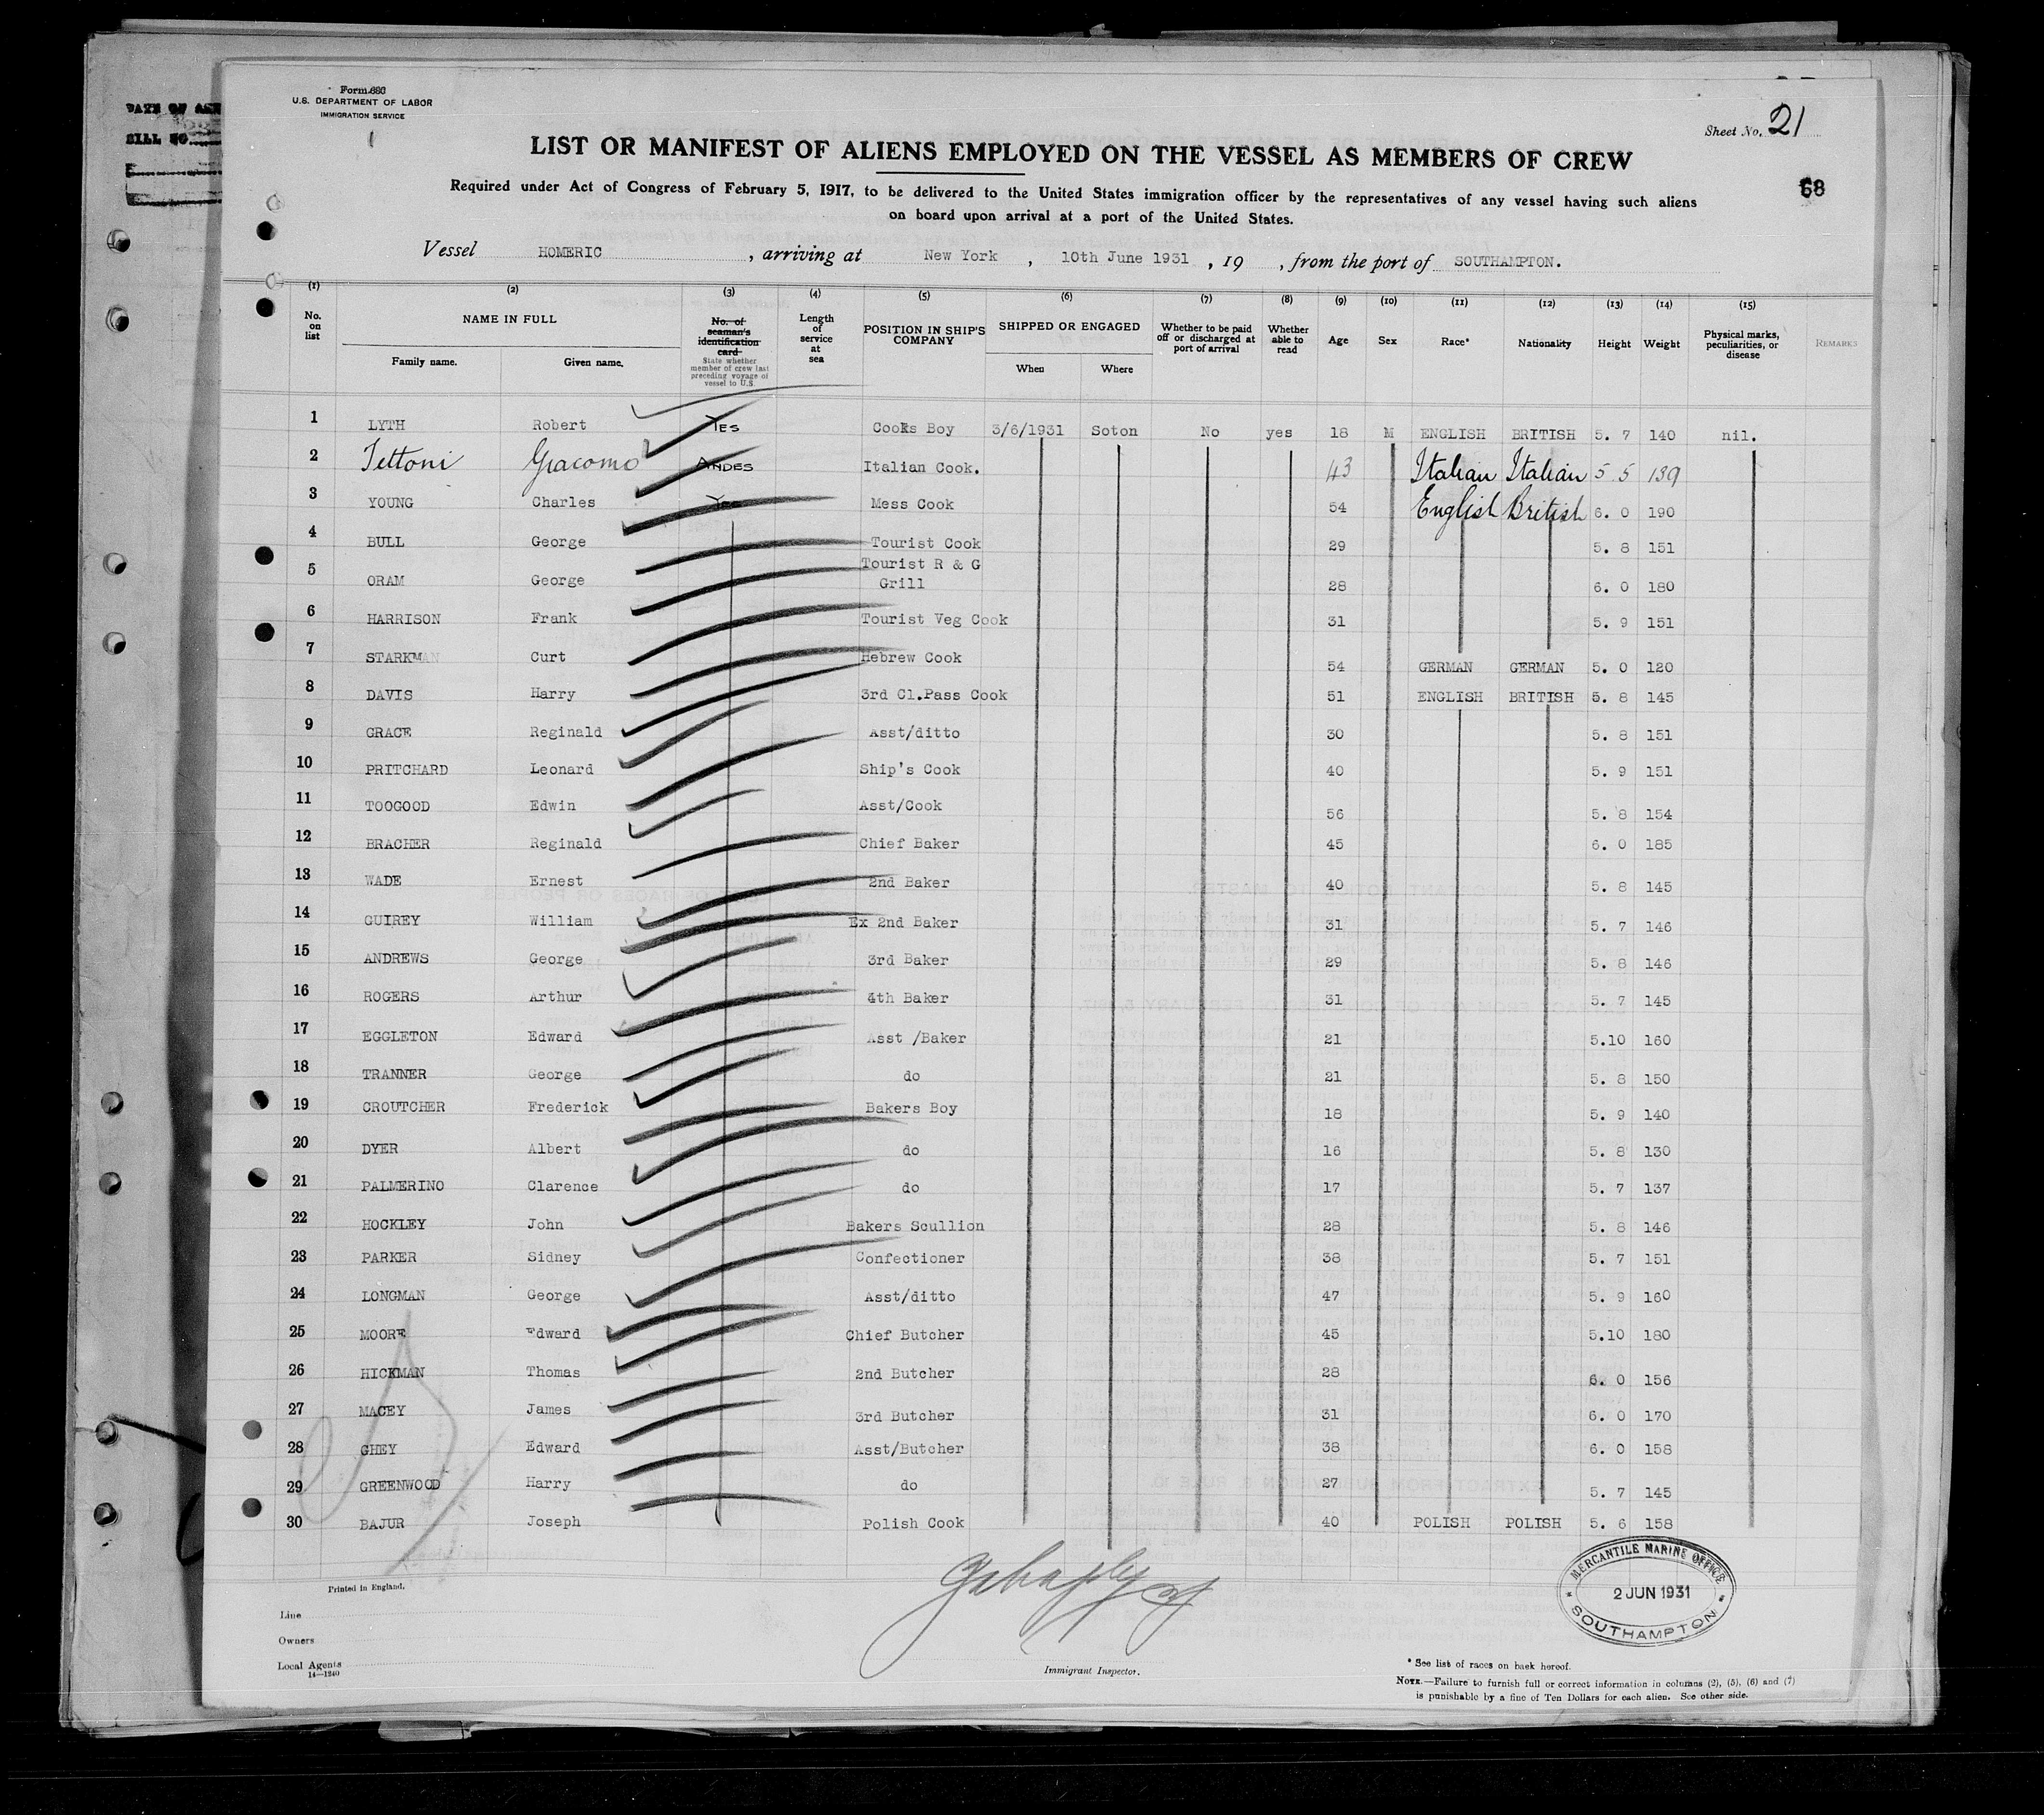 DATE OF
BILL NO
Form 680
U.S. DEPARTMENT OF LABOR
IMMIGRATION SERVICE
1
Sheet No. 21
LIST OR MANIFEST OF ALIENS EMPLOYED ON THE VESSEL AS MEMBERS OF CREW
68
Required under Act of Congress of February 5, 1917, to be delivered to the United States immigration officer by the representatives of any vessel having such aliens
on board upon arrival at a port of the United States.
Vessel HOMERIC , arriving at New York , 10th June 1931 , 19 , from the port of SOUTHAMPTON.
(1) (2) (3) (4) (5) (6) (7) (8) (9) (10) (11) (12) (13) (14) (15)
No. on list NAME IN FULL Family name. Given name. No. of seaman's identification card State whether member of crew last preceding voyage of vessel to U.S. Length of service at sea POSITION IN SHIP'S COMPANY SHIPPED OR ENGAGED When Where Whether to be paid off or discharged at port of arrival Whether able to read Age Sex Race* Nationality Height Weight Physical marks, peculiarities, or disease REMARKS
1 LYTH Robert YES Cooks Boy 3/6/1931 Soton No yes 18 M ENGLISH BRITISH 5. 7 140 nil.
2 Tettoni Giacomo ANDES Italian Cook. 43 Italian Italian 5 5 139
3 YOUNG Charles Yes Mess Cook 54 English British 6. 0 190
4 BULL George Tourist Cook 29 5. 8 151
5 ORAM George Tourist R & G Grill 28 6. 0 180
6 HARRISON Frank Tourist Veg Cook 31 5. 9 151
7 STARKMAN Curt Hebrew Cook 54 GERMAN GERMAN 5. 0 120
8 DAVIS Harry 3rd Cl.Pass Cook 51 ENGLISH BRITISH 5. 8 145
9 GRACE Reginald Asst/ditto 30 5. 8 151
10 PRITCHARD Leonard Ship's Cook 40 5. 9 151
11 TOOGOOD Edwin Asst/Cook 56 5. 8 154
12 BRACHER Reginald Chief Baker 45 6. 0 185
13 WADE Ernest 2nd Baker 40 5. 8 145
14 GUIREY William Ex 2nd Baker 31 5. 7 146
15 ANDREWS George 3rd Baker 29 5. 8 146
16 ROGERS Arthur 4th Baker 31 5. 7 145
17 EGGLETON Edward Asst /Baker 21 5.10 160
18 TRANNER George do 21 5. 8 150
19 CROUTCHER Frederick Bakers Boy 18 5. 9 140
20 DYER Albert do 16 5. 8 130
21 PALMERINO Clarence do 17 5. 7 137
22 HOCKLEY John Bakers Scullion 28 5. 8 146
23 PARKER Sidney Confectioner 38 5. 7 151
24 LONGMAN George Asst/ditto 47 5. 9 160
25 MOORE Edward Chief Butcher 45 5.10 180
26 HICKMAN Thomas 2nd Butcher 28 6. 0 156
27 MACEY James 3rd Butcher 31 6. 0 170
28 GHEY Edward Asst/Butcher 38 6. 0 158
29 GREENWOOD Harry do 27 5. 7 145
30 BAJUR Joseph Polish Cook 40 POLISH POLISH 5. 6 158
MERCANTILE MARINE OFFICE
2 JUN 1931
SOUTHAMPTON
Printed in England.
Line
Owners
Local Agents
14—1240
Immigrant Inspector.
* See list of races on back hereof.
NOTE.—Failure to furnish full or correct information in columns (2), (5), (6) and (7)
is punishable by a fine of Ten Dollars for each alien. See other side.